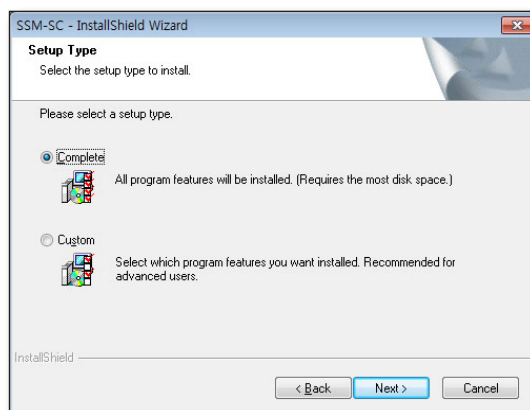 SSM-SC - InstallShield Wizard
Setup Type
Select the setup type to install.
Please select a setup type.
Complete
All program features will be installed. (Requires the most disk space.)
Custom
Select which program features you want installed. Recommended for
advanced users.
InstallShield
< Back
Next >
Cancel